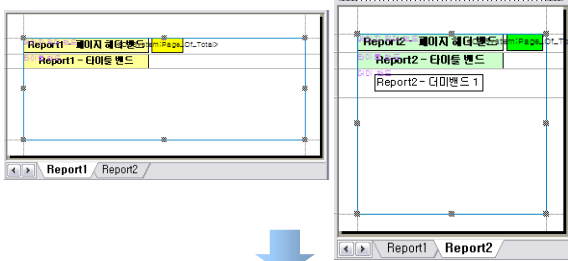 Report1 - 페이지 헤더 밴드
Report1 - 타이틀 밴드
Report1 Report2
Report2 - 페이지 헤더 밴드
Report2 - 타이틀 밴드
Report2 - 더미밴드 1
Report1 Report2